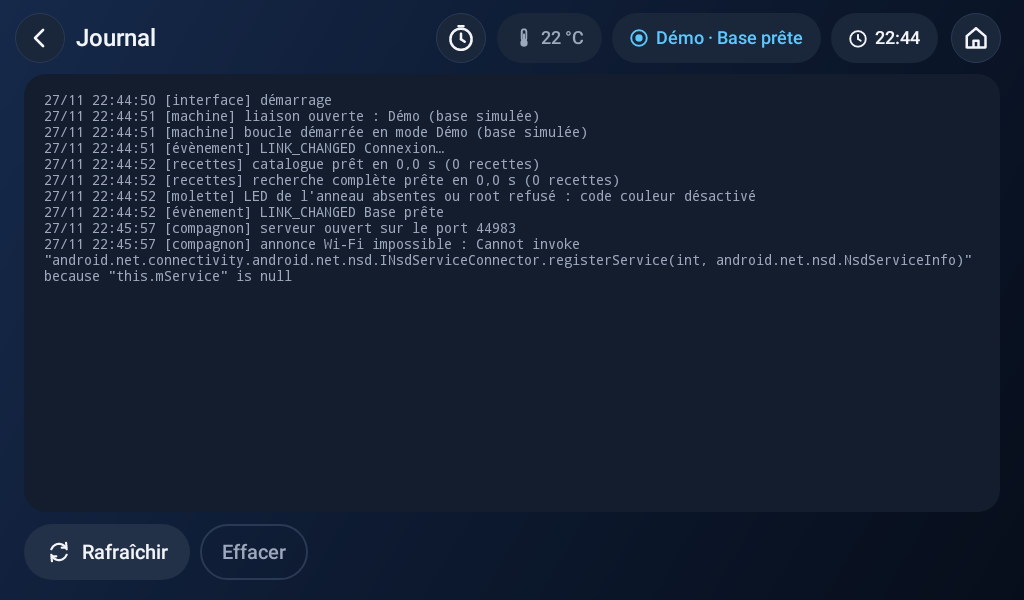 Journal
22 °C
Démo · Base prête
22:44
27/11 22:44:50 [interface] démarrage
27/11 22:44:51 [machine] liaison ouverte : Démo (base simulée)
27/11 22:44:51 [machine] boucle démarrée en mode Démo (base simulée)
27/11 22:44:51 [évènement] LINK_CHANGED Connexion…
27/11 22:44:52 [recettes] catalogue prêt en 0,0 s (0 recettes)
27/11 22:44:52 [recettes] recherche complète prête en 0,0 s (0 recettes)
27/11 22:44:52 [molette] LED de l'anneau absentes ou root refusé : code couleur désactivé
27/11 22:44:52 [évènement] LINK_CHANGED Base prête
27/11 22:45:57 [compagnon] serveur ouvert sur le port 44983
27/11 22:45:57 [compagnon] annonce Wi-Fi impossible : Cannot invoke
"android.net.connectivity.android.net.nsd.INsdServiceConnector.registerService(int, android.net.nsd.NsdServiceInfo)"
because "this.mService" is null
Rafraîchir
Effacer